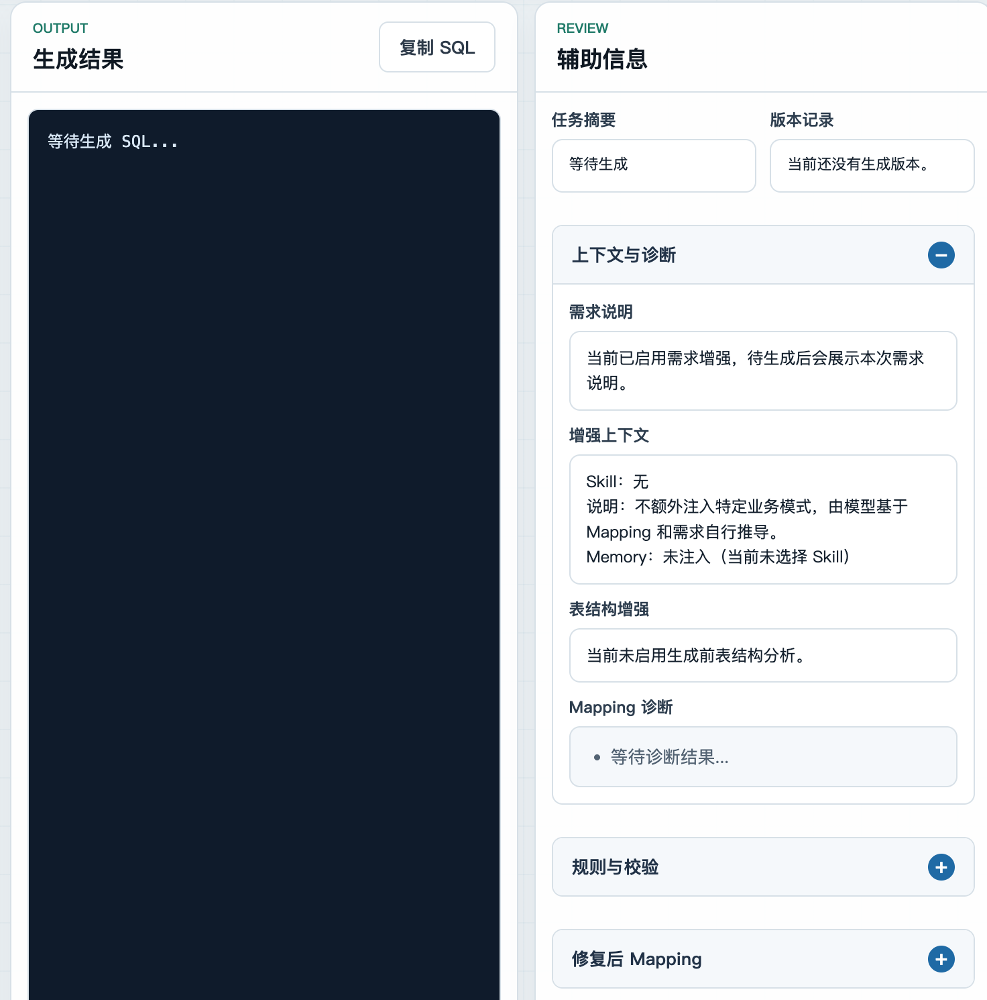 OUTPUT
生成结果
复制 SQL
等待生成 SQL...
REVIEW
辅助信息
任务摘要
等待生成
版本记录
当前还没有生成版本。
上下文与诊断
需求说明
当前已启用需求增强，待生成后会展示本次需求
说明。
增强上下文
Skill：无
说明：不额外注入特定业务模式，由模型基于
Mapping 和需求自行推导。
Memory：未注入（当前未选择 Skill）
表结构增强
当前未启用生成前表结构分析。
Mapping 诊断
• 等待诊断结果...
规则与校验
修复后 Mapping